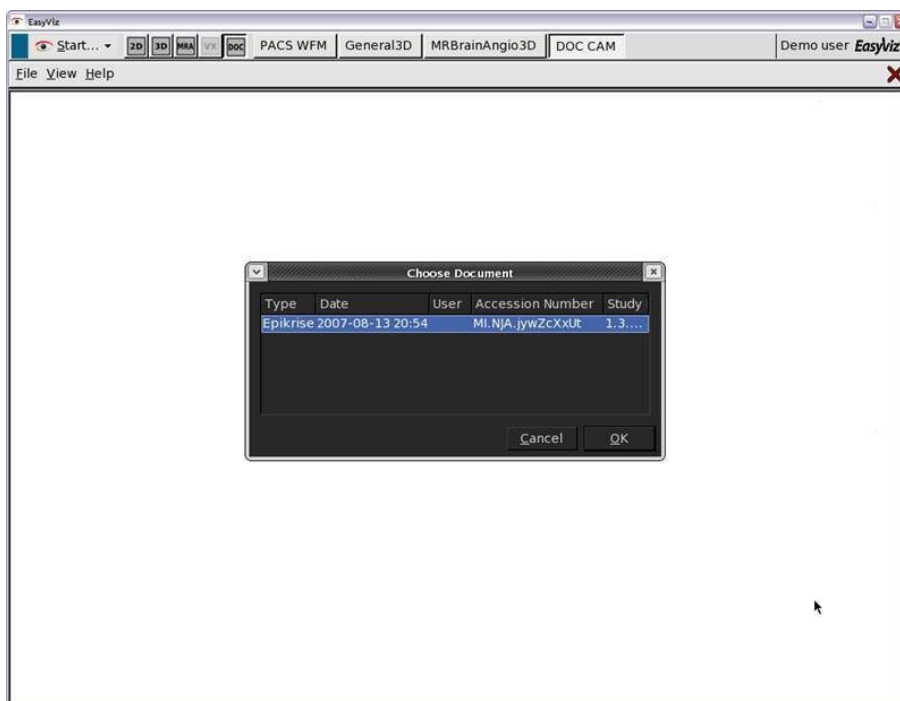 EasyViz
Start... 2D 3D MRA VX DOC PACS WFM General3D MRBrainAngio3D DOC CAM Demo user EasyViz
File View Help
Choose Document
Type Date User Accession Number Study
Epikrise 2007-08-13 20:54 MI.NJA.jywZcXxUt 1.3....
Cancel OK